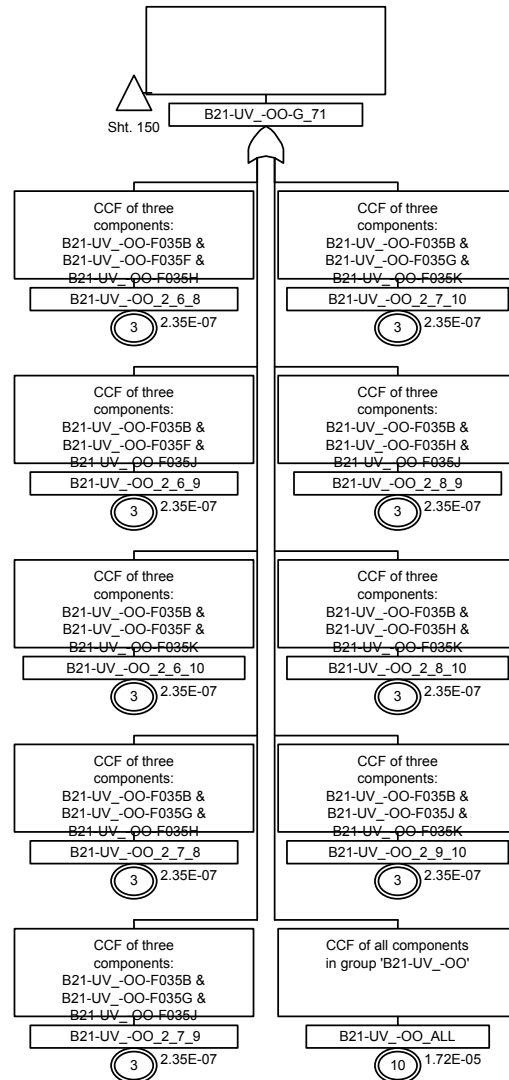 Sht. 150
B21-UV_-OO-G_71
CCF of three
components:
B21-UV_-OO-F035B &
B21-UV_-OO-F035F &
B21-UV_-OO-F035H
B21-UV_-OO_2_6_8
3
2.35E-07
CCF of three
components:
B21-UV_-OO-F035B &
B21-UV_-OO-F035G &
B21-UV_-OO-F035K
B21-UV_-OO_2_7_10
3
2.35E-07
CCF of three
components:
B21-UV_-OO-F035B &
B21-UV_-OO-F035F &
B21-UV_-OO-F035J
B21-UV_-OO_2_6_9
3
2.35E-07
CCF of three
components:
B21-UV_-OO-F035B &
B21-UV_-OO-F035H &
B21-UV_-OO-F035J
B21-UV_-OO_2_8_9
3
2.35E-07
CCF of three
components:
B21-UV_-OO-F035B &
B21-UV_-OO-F035F &
B21-UV_-OO-F035K
B21-UV_-OO_2_6_10
3
2.35E-07
CCF of three
components:
B21-UV_-OO-F035B &
B21-UV_-OO-F035H &
B21-UV_-OO-F035K
B21-UV_-OO_2_8_10
3
2.35E-07
CCF of three
components:
B21-UV_-OO-F035B &
B21-UV_-OO-F035G &
B21-UV_-OO-F035H
B21-UV_-OO_2_7_8
3
2.35E-07
CCF of three
components:
B21-UV_-OO-F035B &
B21-UV_-OO-F035J &
B21-UV_-OO-F035K
B21-UV_-OO_2_9_10
3
2.35E-07
CCF of three
components:
B21-UV_-OO-F035B &
B21-UV_-OO-F035G &
B21-UV_-OO-F035J
B21-UV_-OO_2_7_9
3
2.35E-07
CCF of all components
in group 'B21-UV_-OO'
B21-UV_-OO_ALL
10
1.72E-05